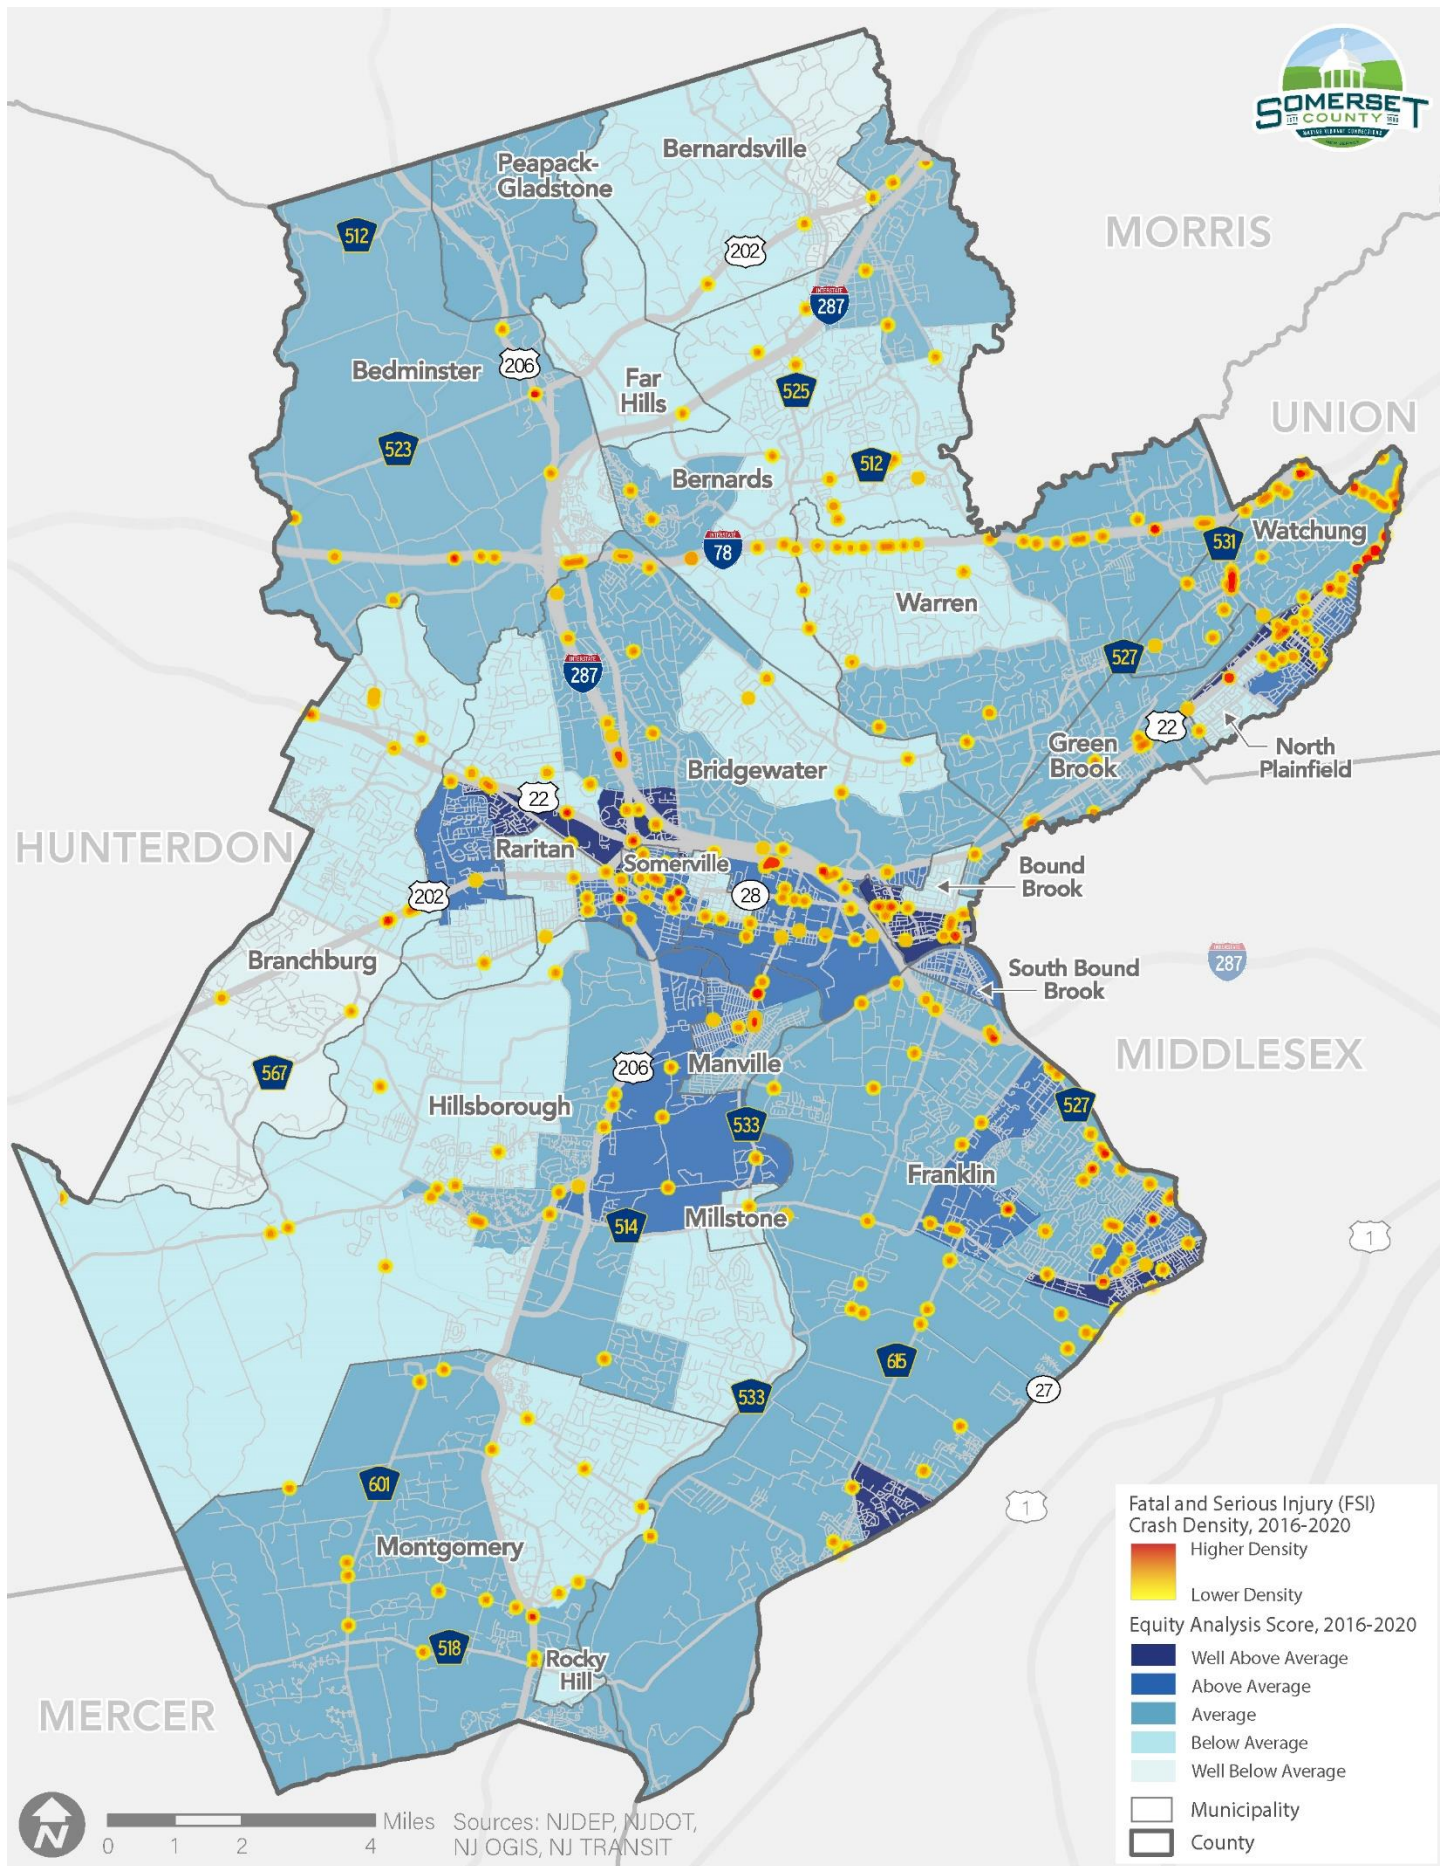 SOMERSET
COUNTY
Bernardsville
Peapack-
Gladstone
MORRIS
512
202
INTERSTATE
287
206
Bedminster
Far
Hills
525
UNION
523
Bernards
512
Watchung
531
INTERSTATE
78
Warren
527
INTERSTATE
287
22
Green
Brook
North
Plainfield
Bridgewater
22
HUNTERDON
Raritan
Somerville
Bound
Brook
202
28
Branchburg
South Bound
Brook
287
MIDDLESEX
206
Manville
567
Hillsborough
527
533
Franklin
514
Millstone
1
615
533
27
601
1
Montgomery
518
Rocky
Hill
MERCER
Fatal and Serious Injury (FSI)
Crash Density, 2016-2020
Higher Density
Lower Density
Equity Analysis Score, 2016-2020
Well Above Average
Above Average
Average
Below Average
Well Below Average
Municipality
County
N
Miles
0 1 2 4
Sources: NJDEP, NJDOT,
NJ OGIS, NJ TRANSIT